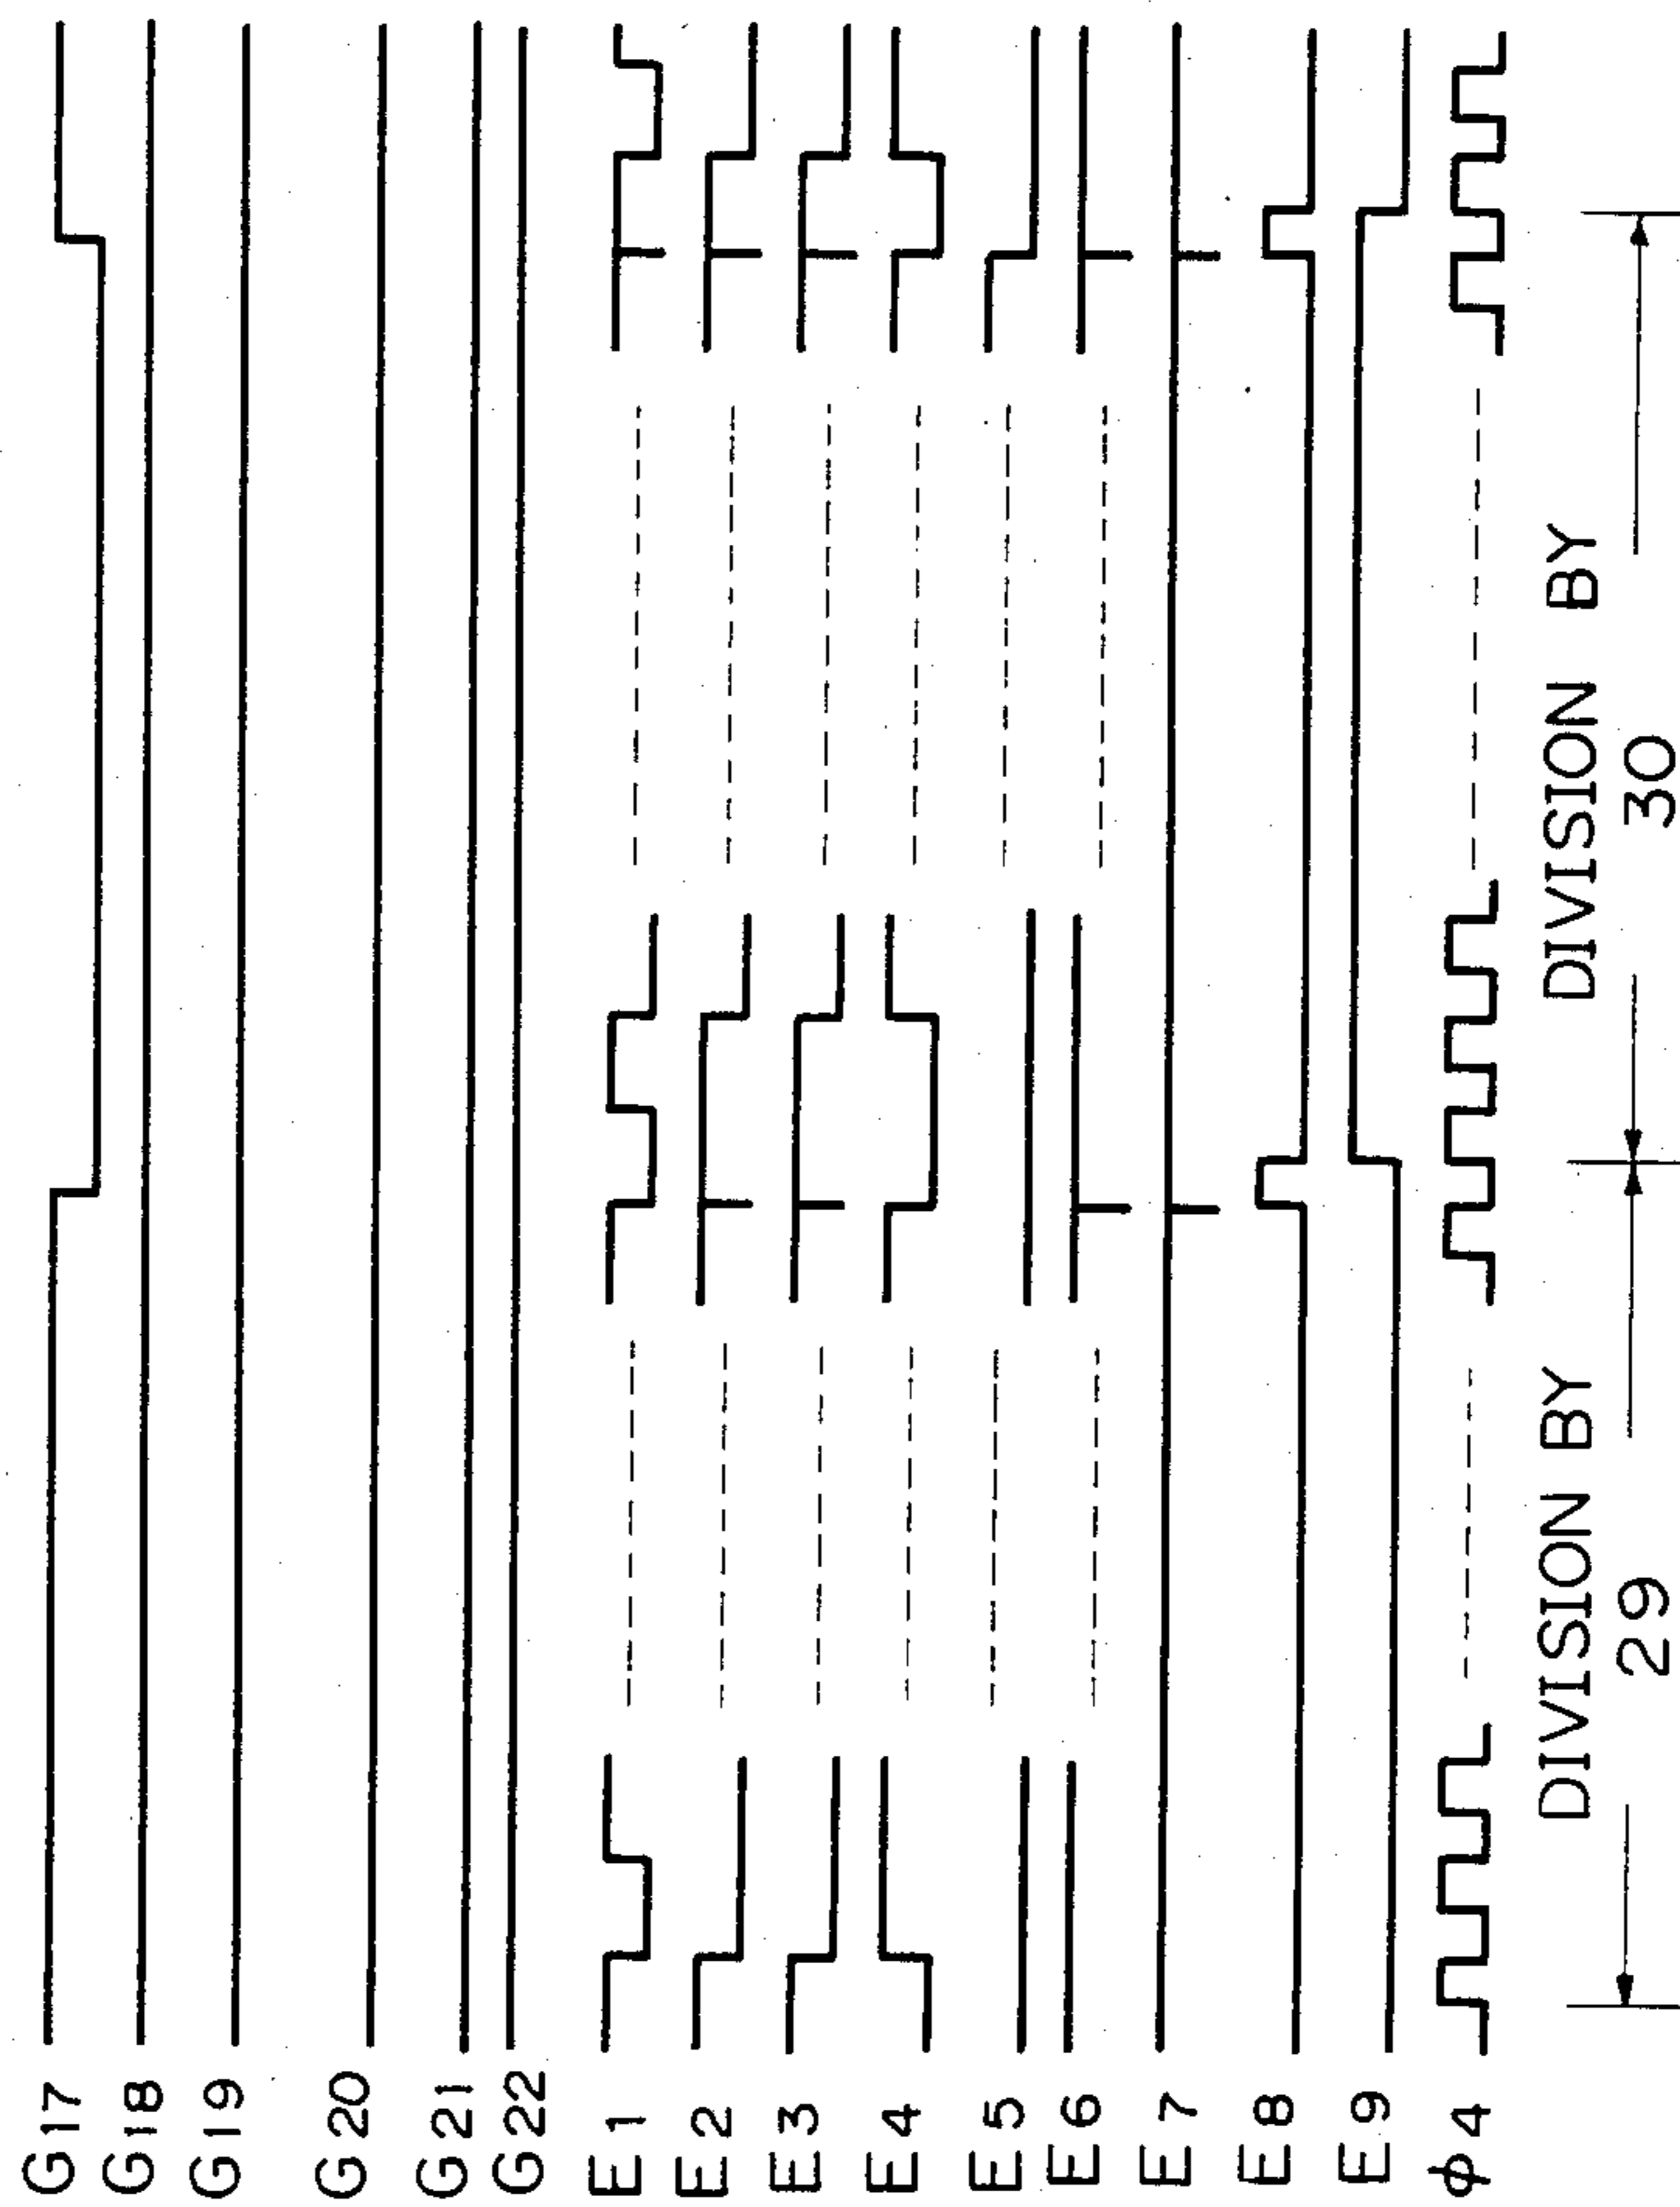 G17
G18
G19
G20
G21
G22
E1
E2
E3
E4
E5
E6
E7
E8
E9
ϕ4
DIVISION BY
29
DIVISION BY
30